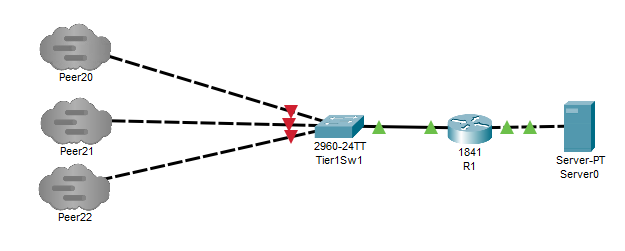 Peer20
Peer21
Peer22
2960-24TT
Tier1Sw1
1841
R1
Server-PT
Server0